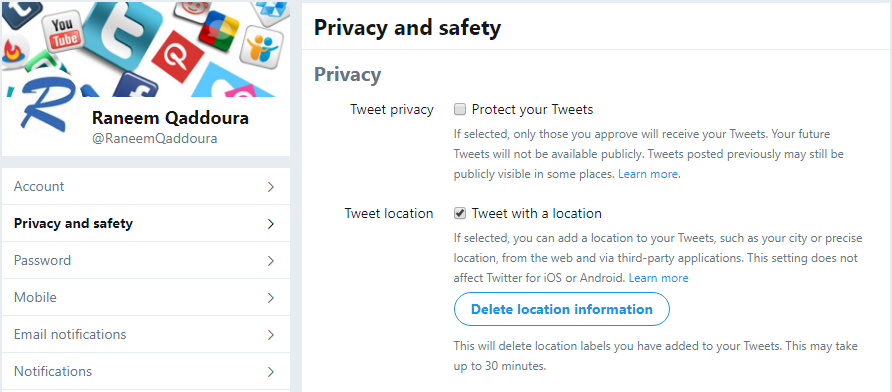 You
Tube
R
Raneem Qaddoura
@RaneemQaddoura
Account
Privacy and safety
Password
Mobile
Email notifications
Notifications
Privacy and safety
Privacy
Tweet privacy
Protect your Tweets
If selected, only those you approve will receive your Tweets. Your future
Tweets will not be available publicly. Tweets posted previously may still be
publicly visible in some places. Learn more.
Tweet location
Tweet with a location
If selected, you can add a location to your Tweets, such as your city or precise
location, from the web and via third-party applications. This setting does not
affect Twitter for iOS or Android. Learn more
Delete location information
This will delete location labels you have added to your Tweets. This may take
up to 30 minutes.